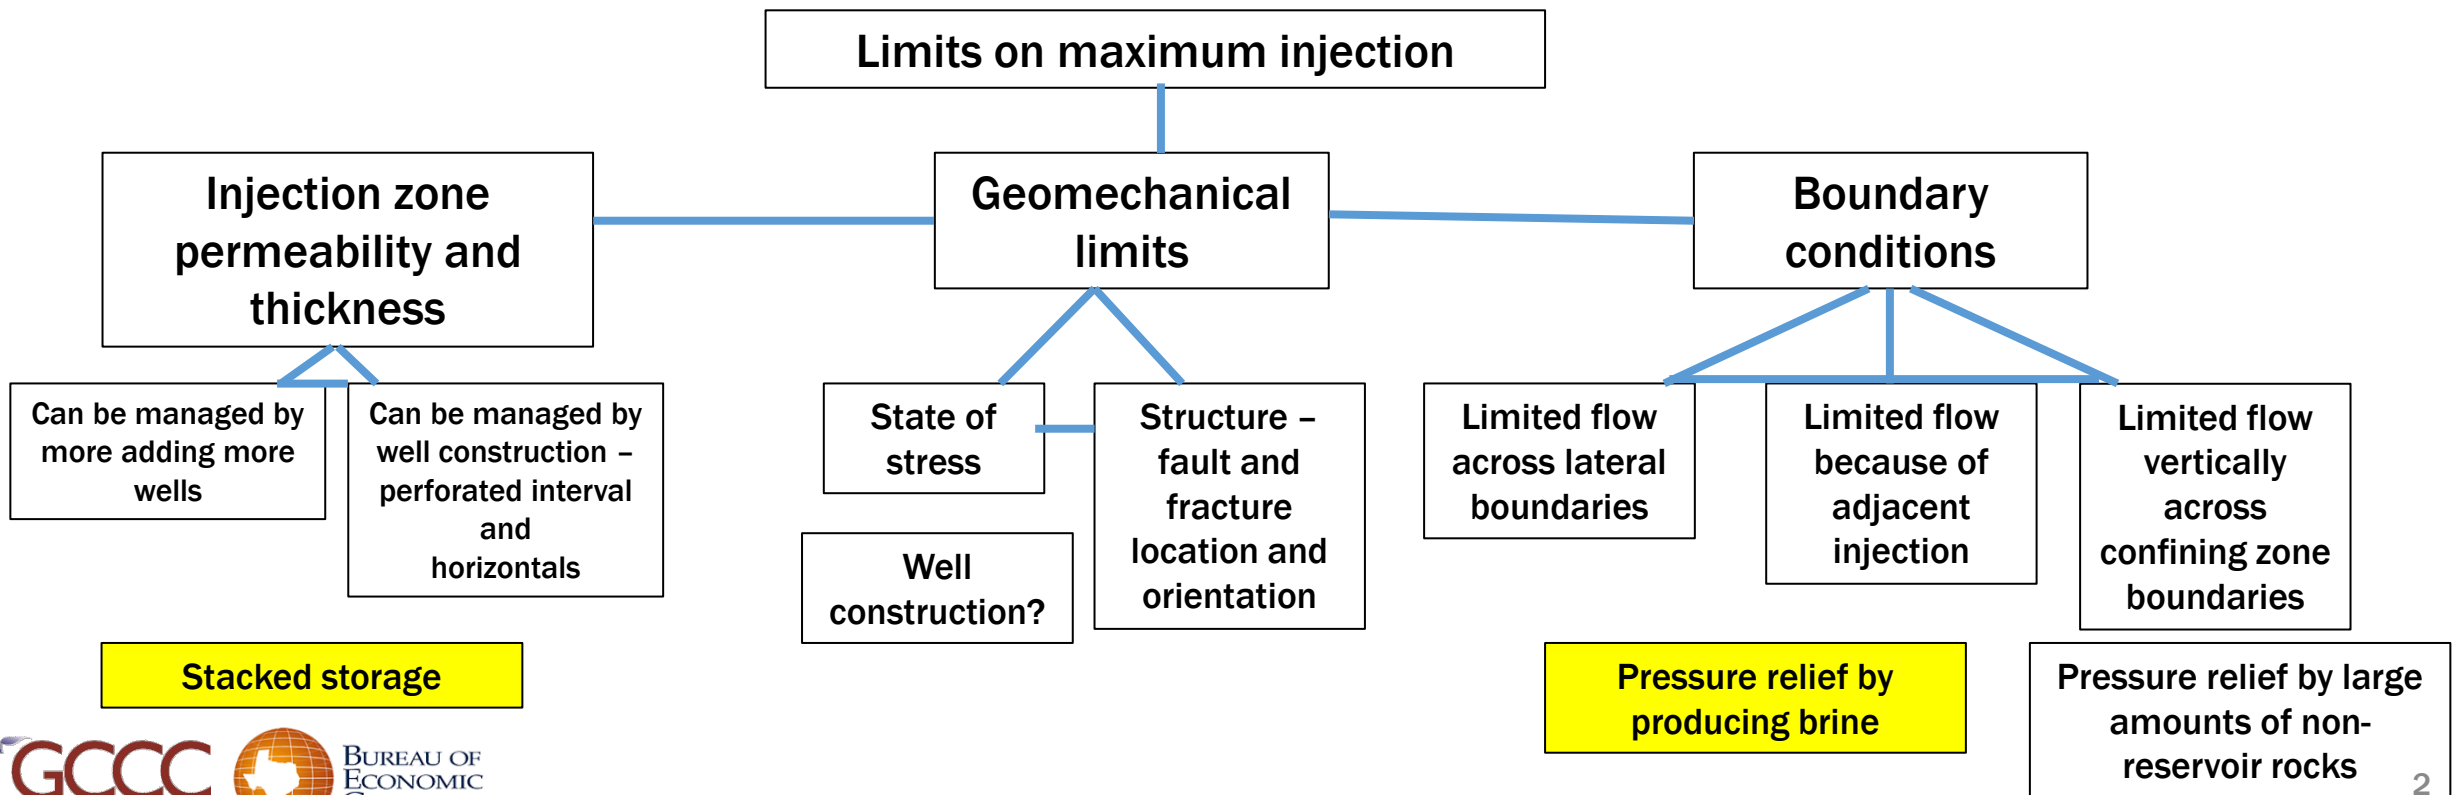 Limits on maximum injection
Injection zone
permeability and
thickness
Geomechanical
limits
Boundary
conditions
Can be managed by
more adding more
wells
Can be managed by
well construction –
perforated interval
and
horizontals
State of
stress
Structure –
fault and
fracture
location and
orientation
Well
construction?
Limited flow
across lateral
boundaries
Limited flow
because of
adjacent
injection
Limited flow
vertically
across
confining zone
boundaries
Stacked storage
Pressure relief by
producing brine
Pressure relief by large
amounts of non-
reservoir rocks
GCCC
BUREAU OF
ECONOMIC
2